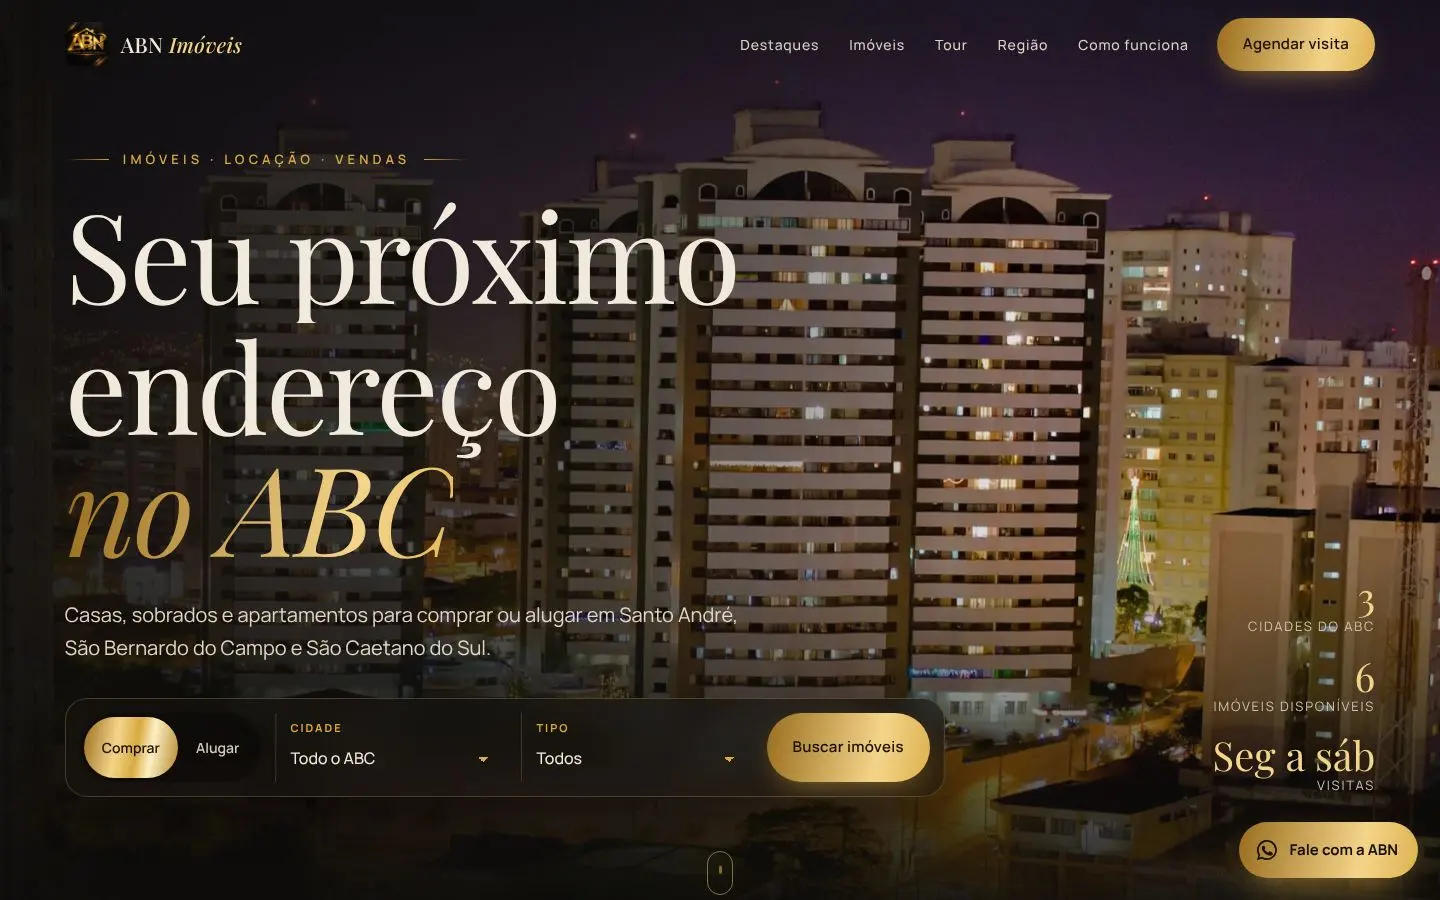 ABN
ABN Imóveis
Destaques
Imóveis
Tour
Região
Como funciona
Agendar visita
IMÓVEIS · LOCAÇÃO · VENDAS
Seu próximo
endereço
no ABC
Casas, sobrados e apartamentos para comprar ou alugar em Santo André,
São Bernardo do Campo e São Caetano do Sul.
Comprar
Alugar
CIDADE
Todo o ABC
TIPO
Todos
Buscar imóveis
3
CIDADES DO ABC
6
IMÓVEIS DISPONÍVEIS
Seg a sáb
VISITAS
Fale com a ABN